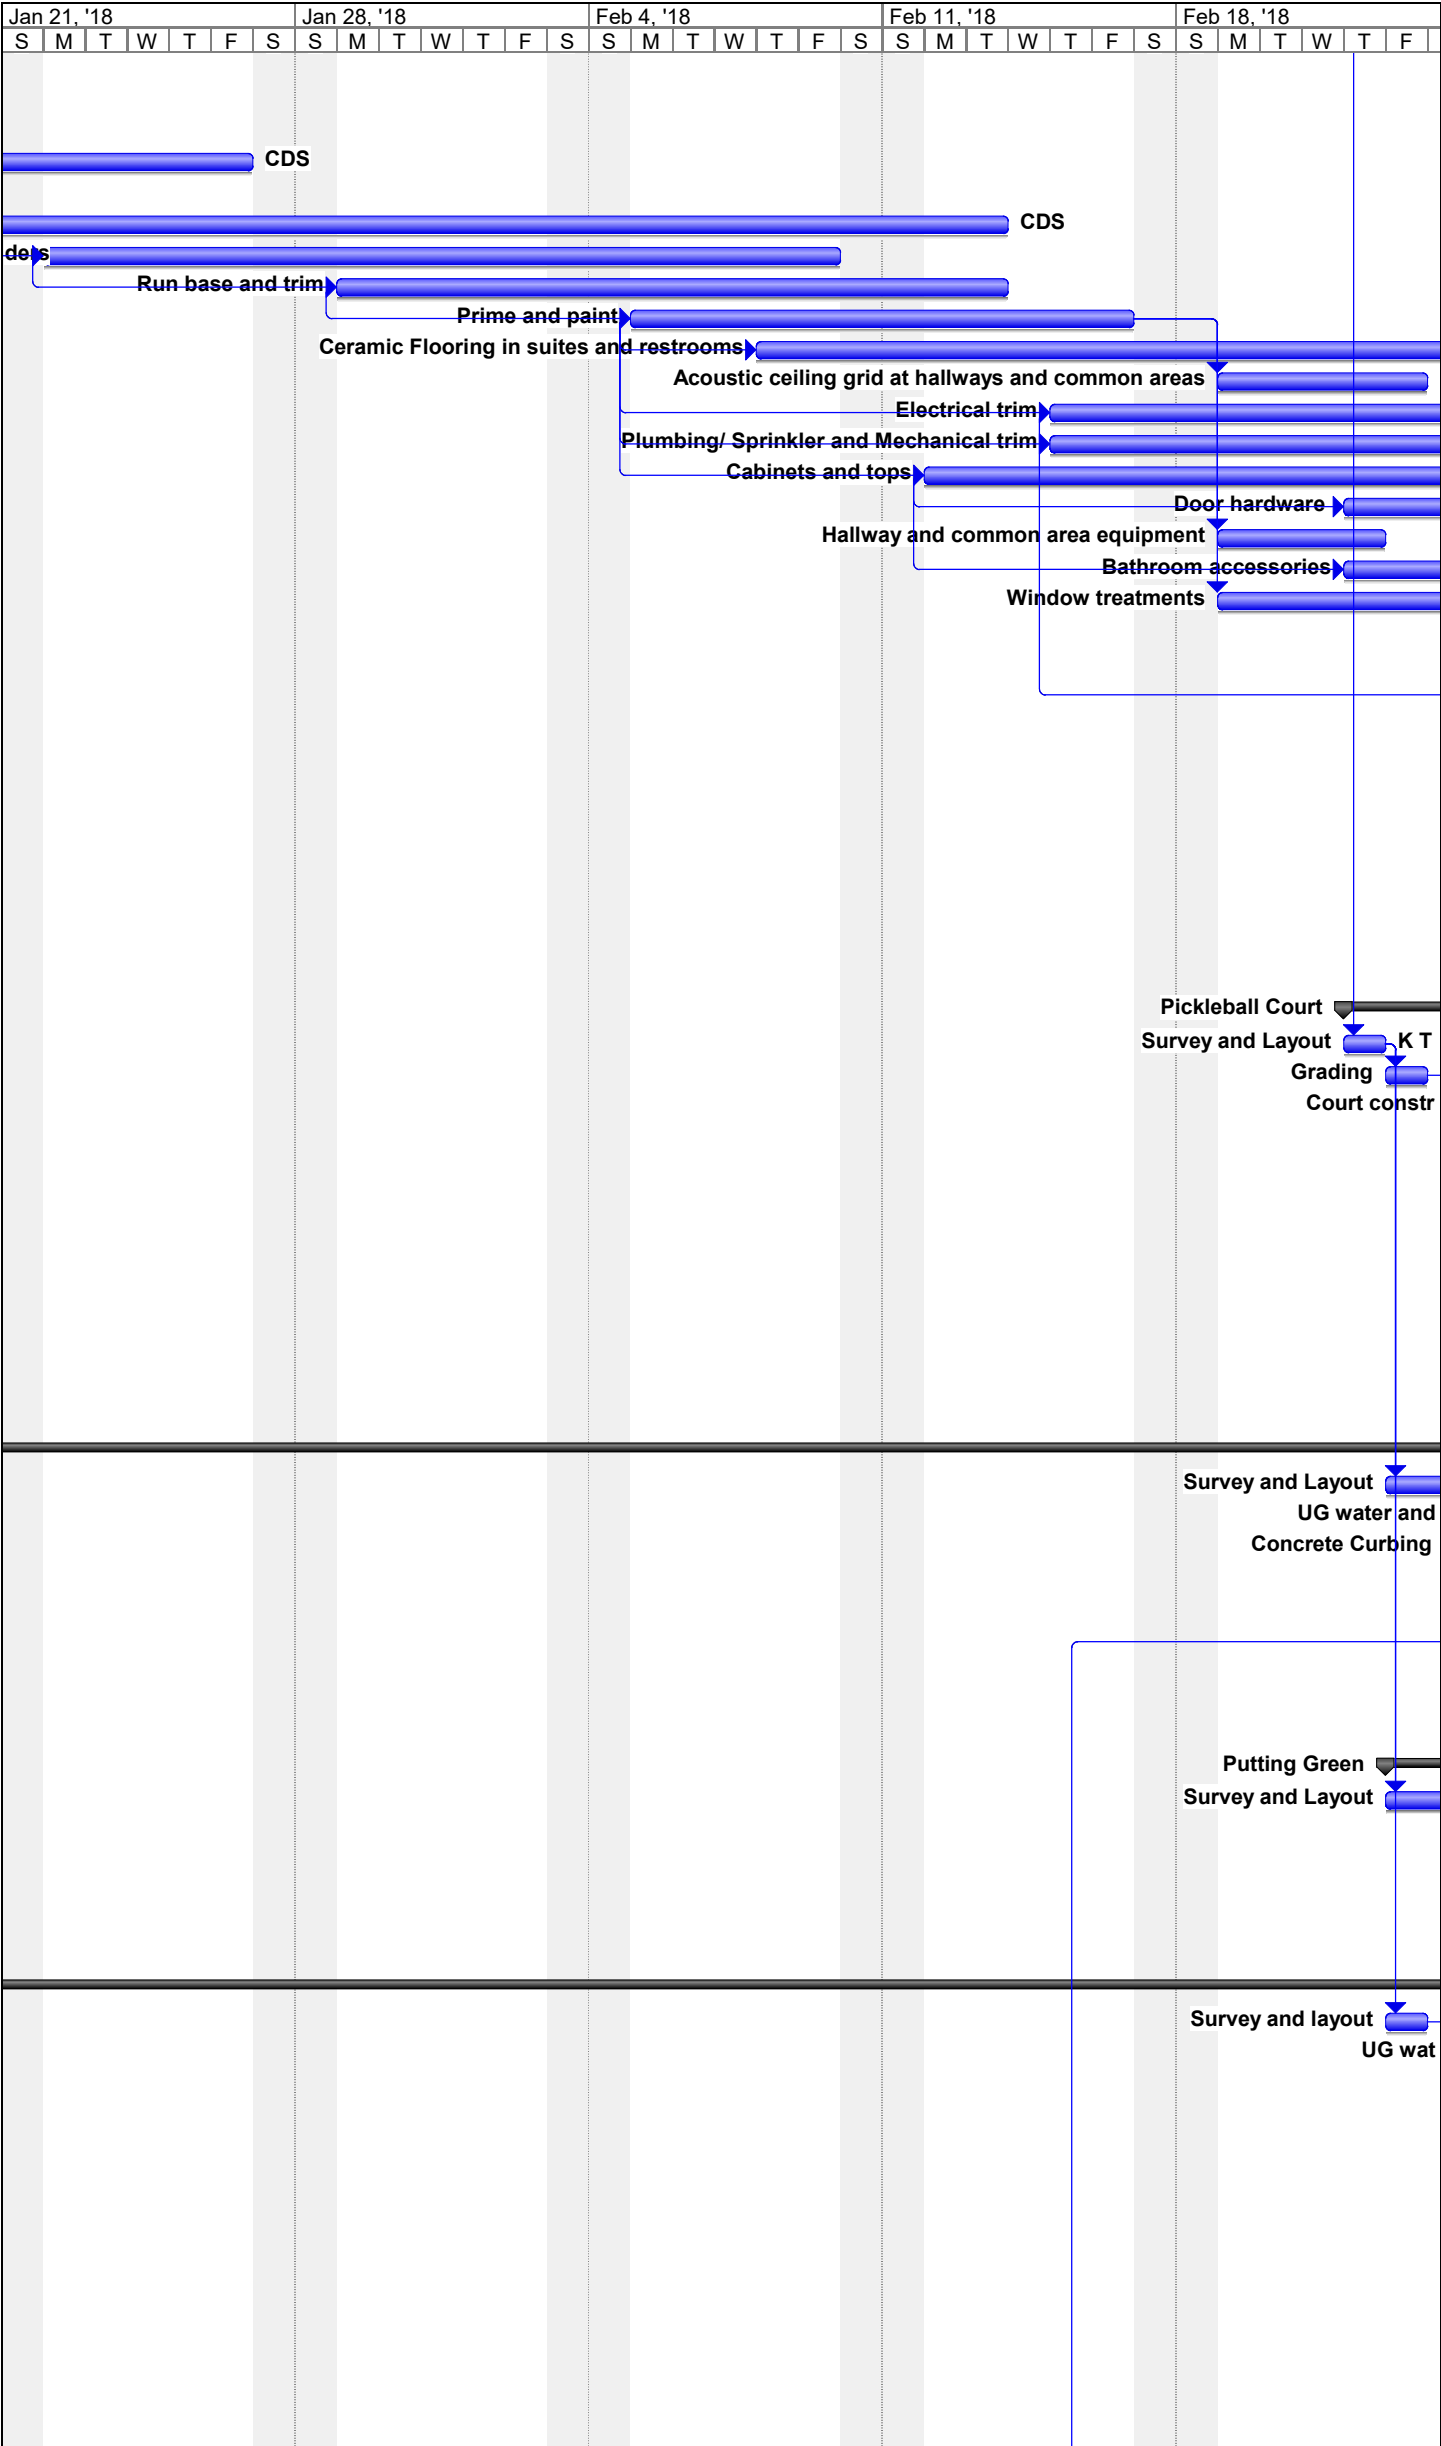 Jan 21, '18 Jan 28, '18 Feb 4, '18 Feb 11, '18 Feb 18, '18
S M T W T F S S M T W T F S S M T W T F S S M T W T F S S M T W T F
CDS
CDS
ders
Run base and trim
Prime and paint
Ceramic Flooring in suites and restrooms
Acoustic ceiling grid at hallways and common areas
Electrical trim
Plumbing/ Sprinkler and Mechanical trim
Cabinets and tops
Door hardware
Hallway and common area equipment
Bathroom accessories
Window treatments
Pickleball Court
Survey and Layout K T
Grading
Court constr
Survey and Layout
UG water and
Concrete Curbing
Putting Green
Survey and Layout
Survey and layout
UG wat